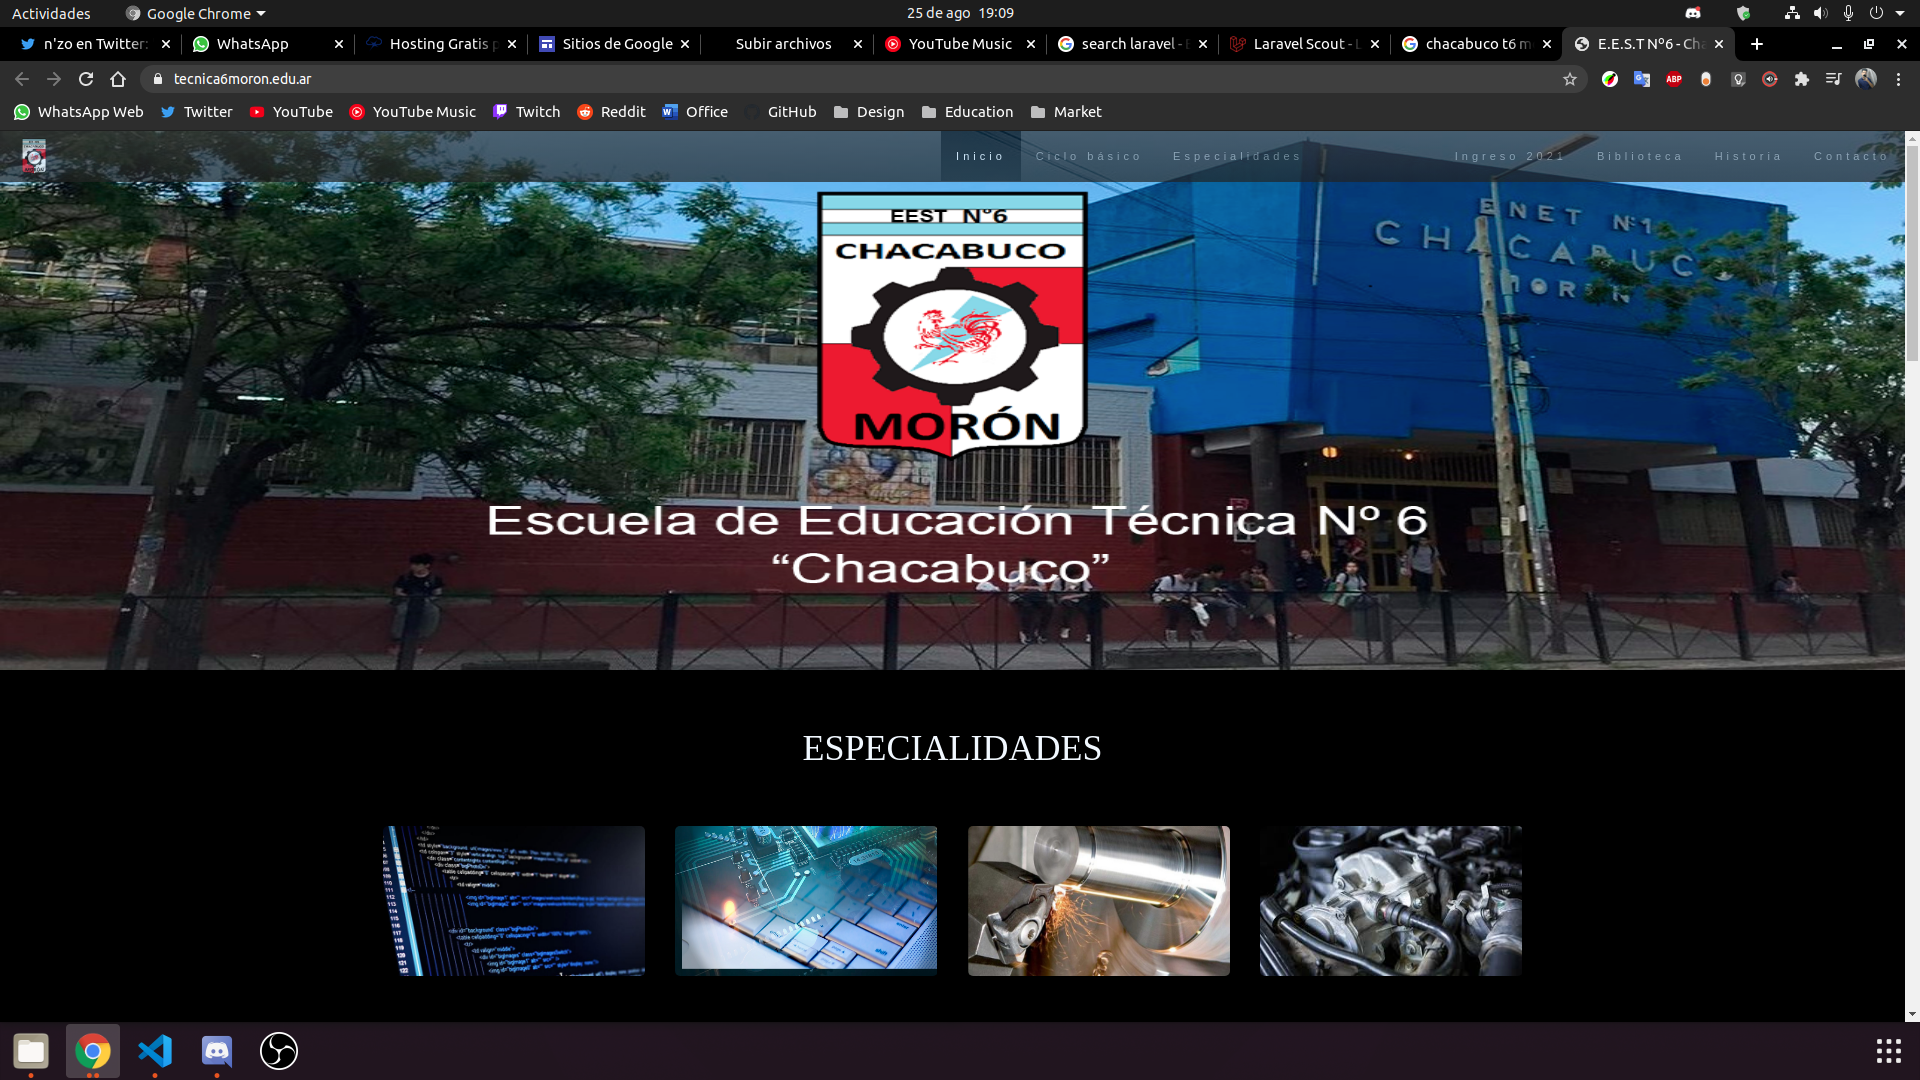 Actividades
Google Chrome
25 de ago 19:09
n'zo en Twitter:
WhatsApp
Hosting Gratis
Sitios de Google
Subir archivos
YouTube Music
search laravel -
Laravel Scout -
chacabuco t6 m
E.E.S.T Nº6 - Cha
tecnica6moron.edu.ar
ABP
WhatsApp Web
Twitter
YouTube
YouTube Music
Twitch
Reddit
Office
GitHub
Design
Education
Market
Inicio
Ciclo básico
Especialidades
Ingreso 2021
Biblioteca
Historia
Contacto
EEST Nº6
CHACABUCO
MORÓN
ENET Nº1
CHACABUCO
MORON
Escuela de Educación Técnica Nº 6
“Chacabuco”
ESPECIALIDADES